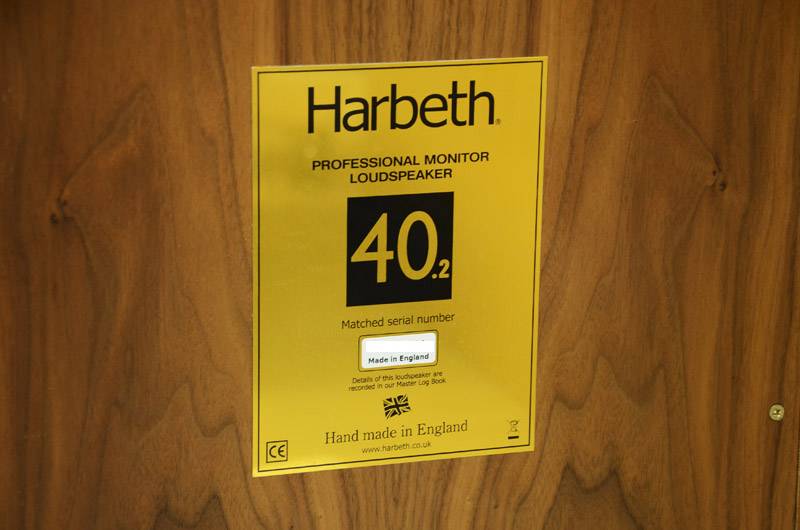 Harbeth®
PROFESSIONAL MONITOR
LOUDSPEAKER
40.2
Matched serial number
Made in England
Details of this loudspeaker are
recorded in our Master Log Book
Hand made in England
www.harbeth.co.uk
CE